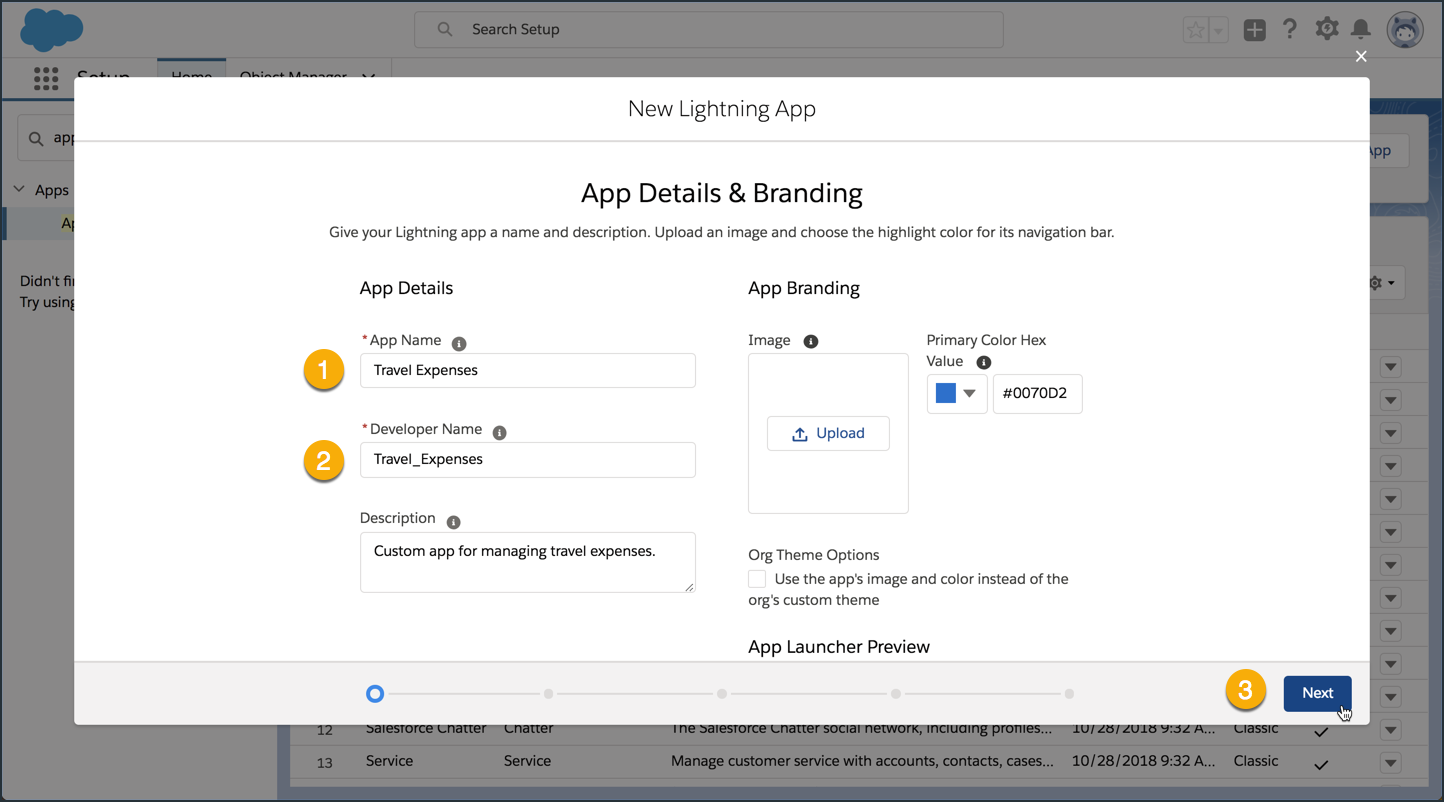 Search Setup
Setup
Home
Object Manager
New Lightning App
app
App
Apps
App Details & Branding
Ap
Give your Lightning app a name and description. Upload an image and choose the highlight color for its navigation bar.
Didn't
Try using
App Details
App Branding
*App Name
1
Travel Expenses
Image
Primary Color Hex
Value
#0070D2
Upload
*Developer Name
2
Travel_Expenses
Description
Custom app for managing travel expenses.
Org Theme Options
Use the app's image and color instead of the
org's custom theme
App Launcher Preview
3
Next
12 Salesforce Chatter Chatter The Salesforce Chatter social network, including profiles... 10/28/2018 9:32 A... Classic
13 Service Service Manage customer service with accounts, contacts, cases... 10/28/2018 9:32 A... Classic